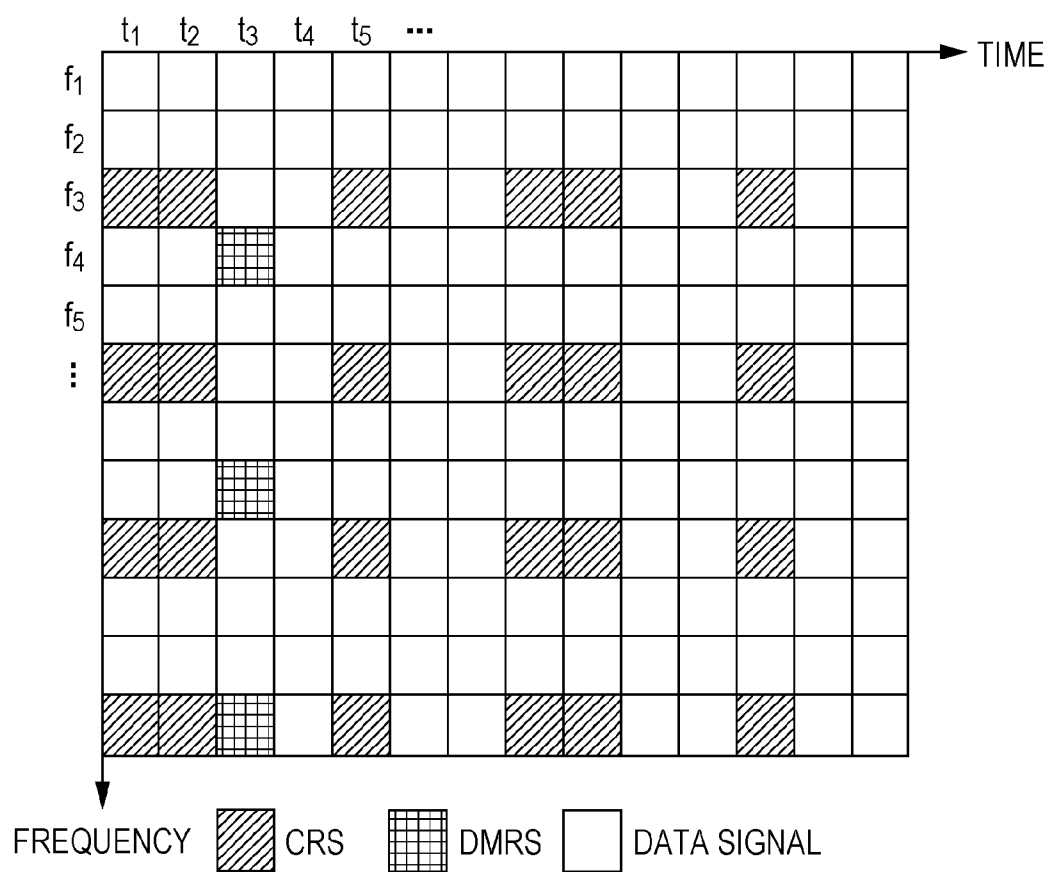 t1 t2 t3 t4 t5 ...
TIME
f1
f2
f3
f4
f5
...
FREQUENCY CRS DMRS DATA SIGNAL